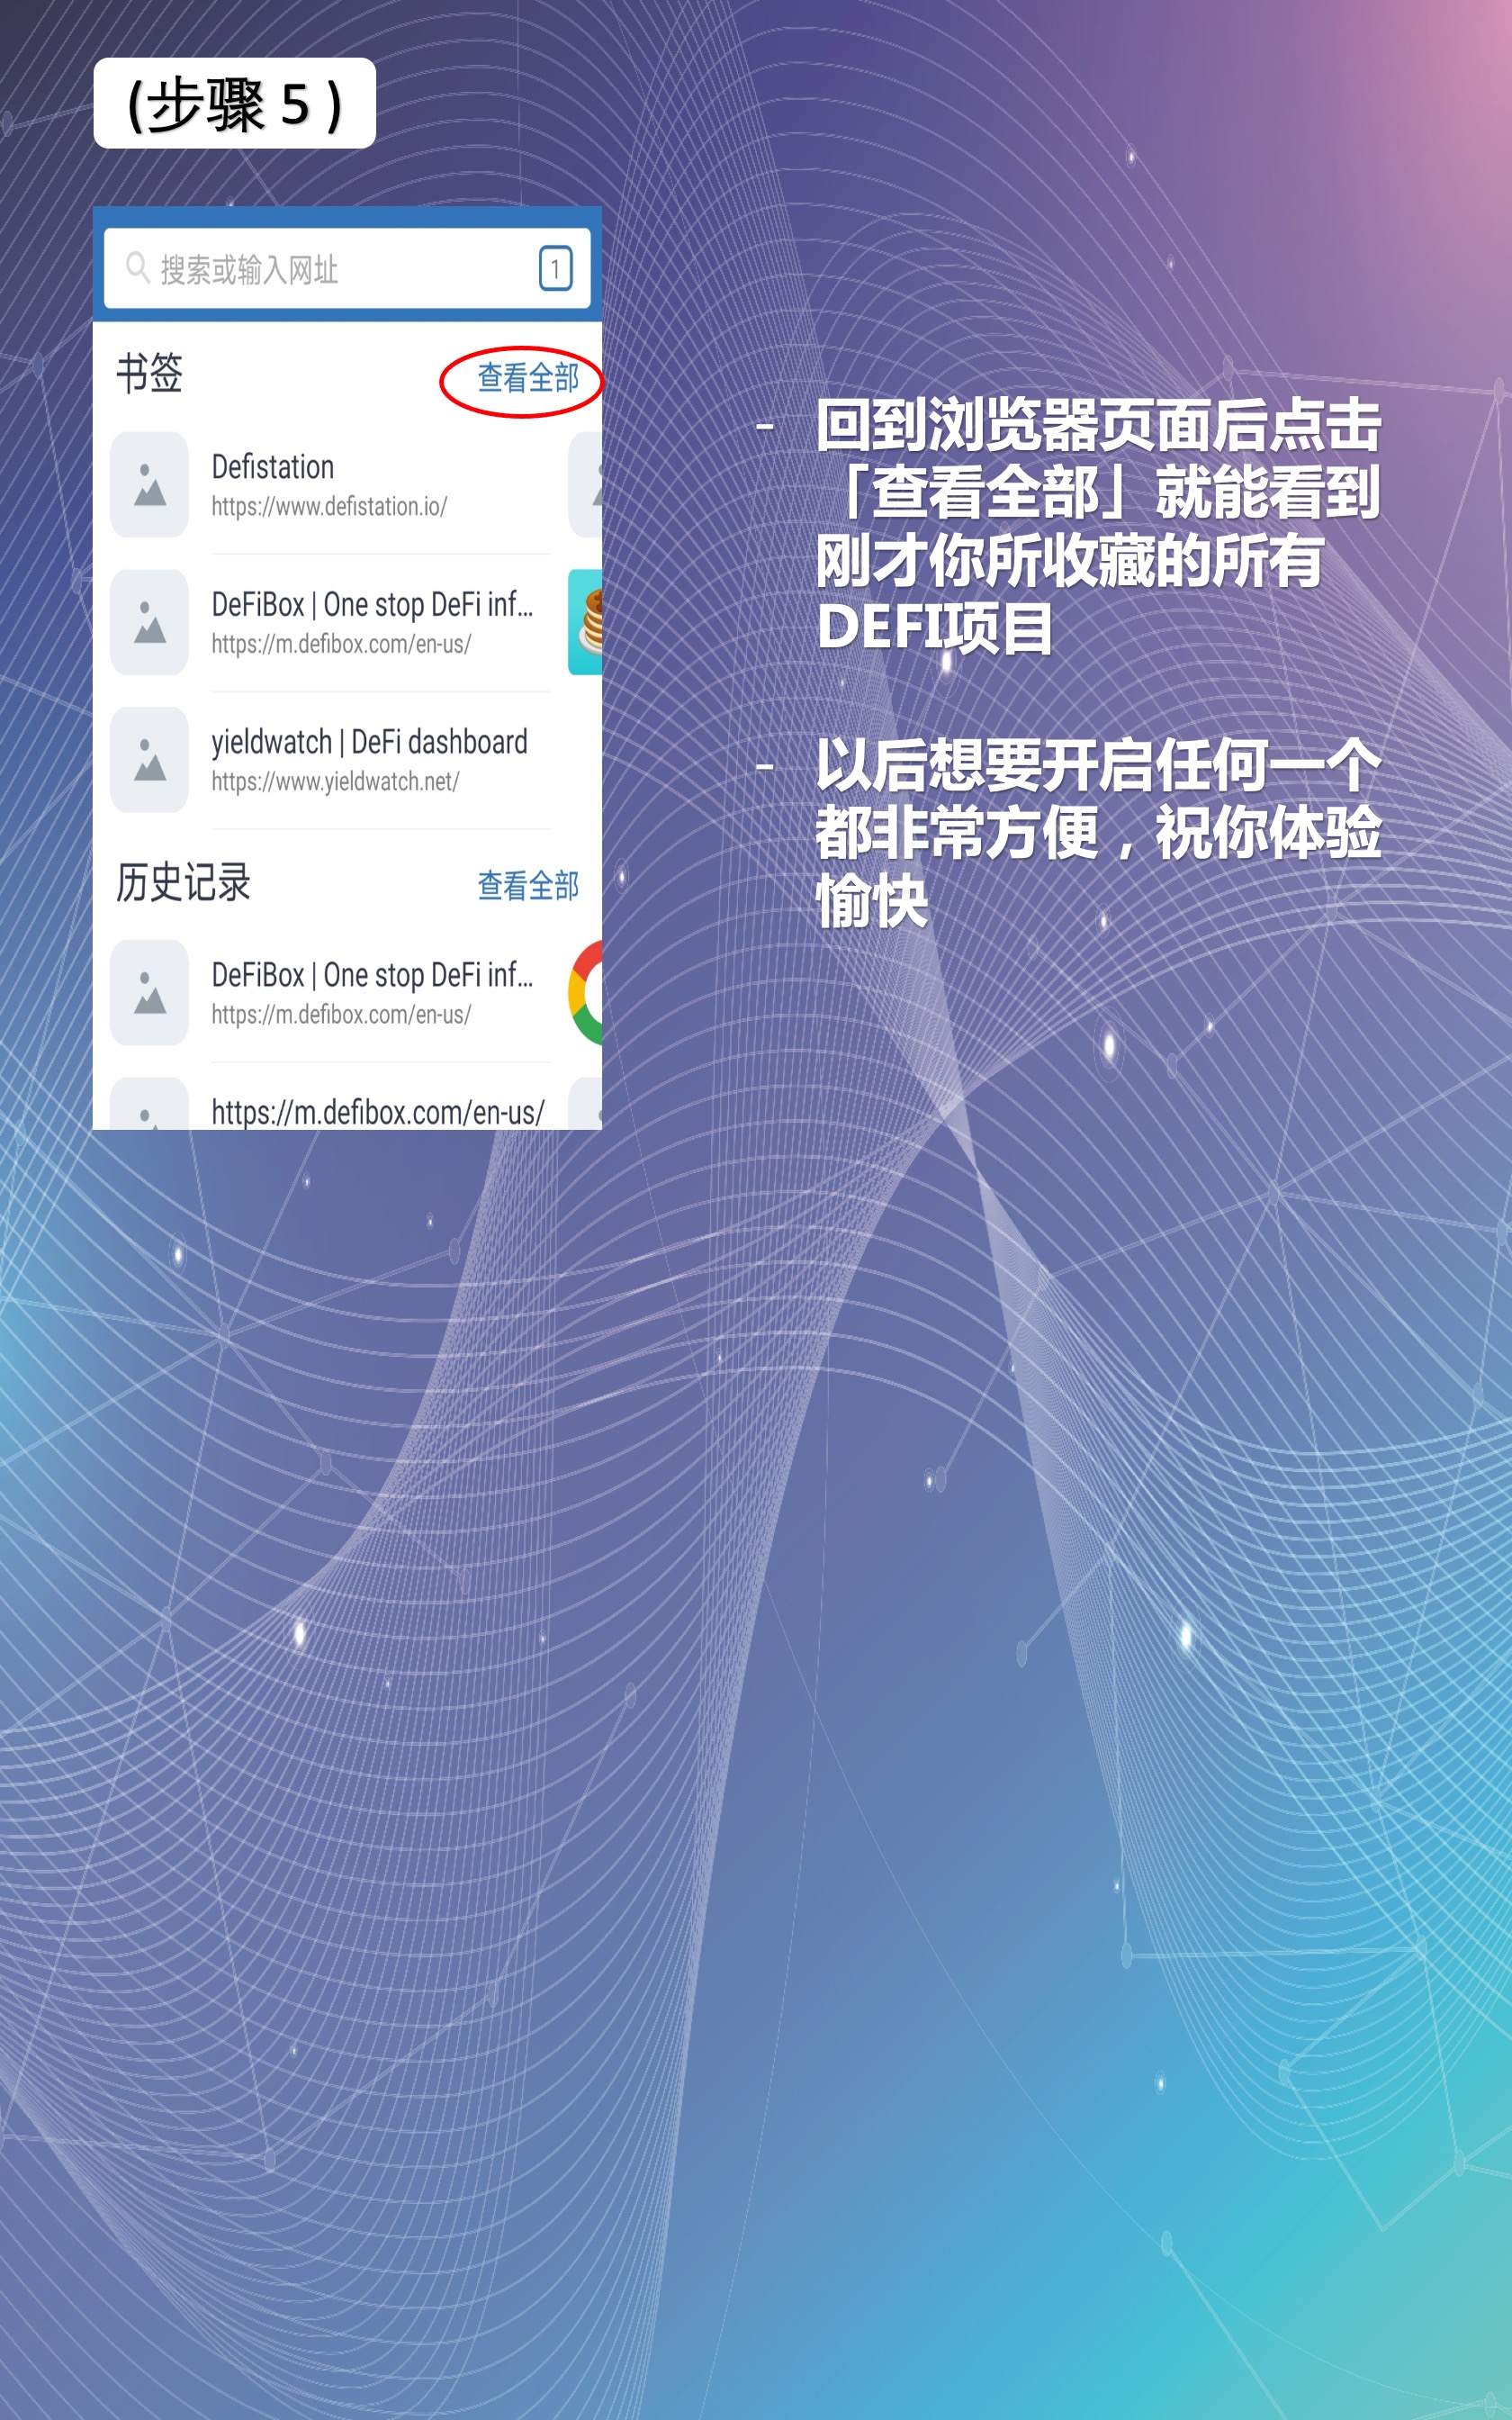 (步骤 5 )
搜索或输入网址 1
书签 查看全部
Defistation
https://www.defistation.io/
DeFiBox | One stop DeFi inf...
https://m.defibox.com/en-us/
yieldwatch | DeFi dashboard
https://www.yieldwatch.net/
历史记录 查看全部
DeFiBox | One stop DeFi inf...
https://m.defibox.com/en-us/
https://m.defibox.com/en-us/
- 回到浏览器页面后点击
「查看全部」就能看到
刚才你所收藏的所有
DEFI项目
- 以后想要开启任何一个
都非常方便，祝你体验
愉快